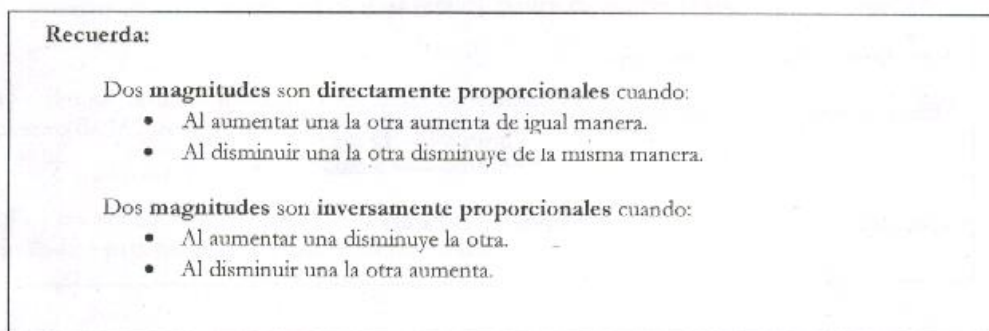 Recuerda:
Dos magnitudes son directamente proporcionales cuando:
• Al aumentar una la otra aumenta de igual manera.
• Al disminuir una la otra disminuye de la misma manera.
Dos magnitudes son inversamente proporcionales cuando:
• Al aumentar una disminuye la otra.
• Al disminuir una la otra aumenta.